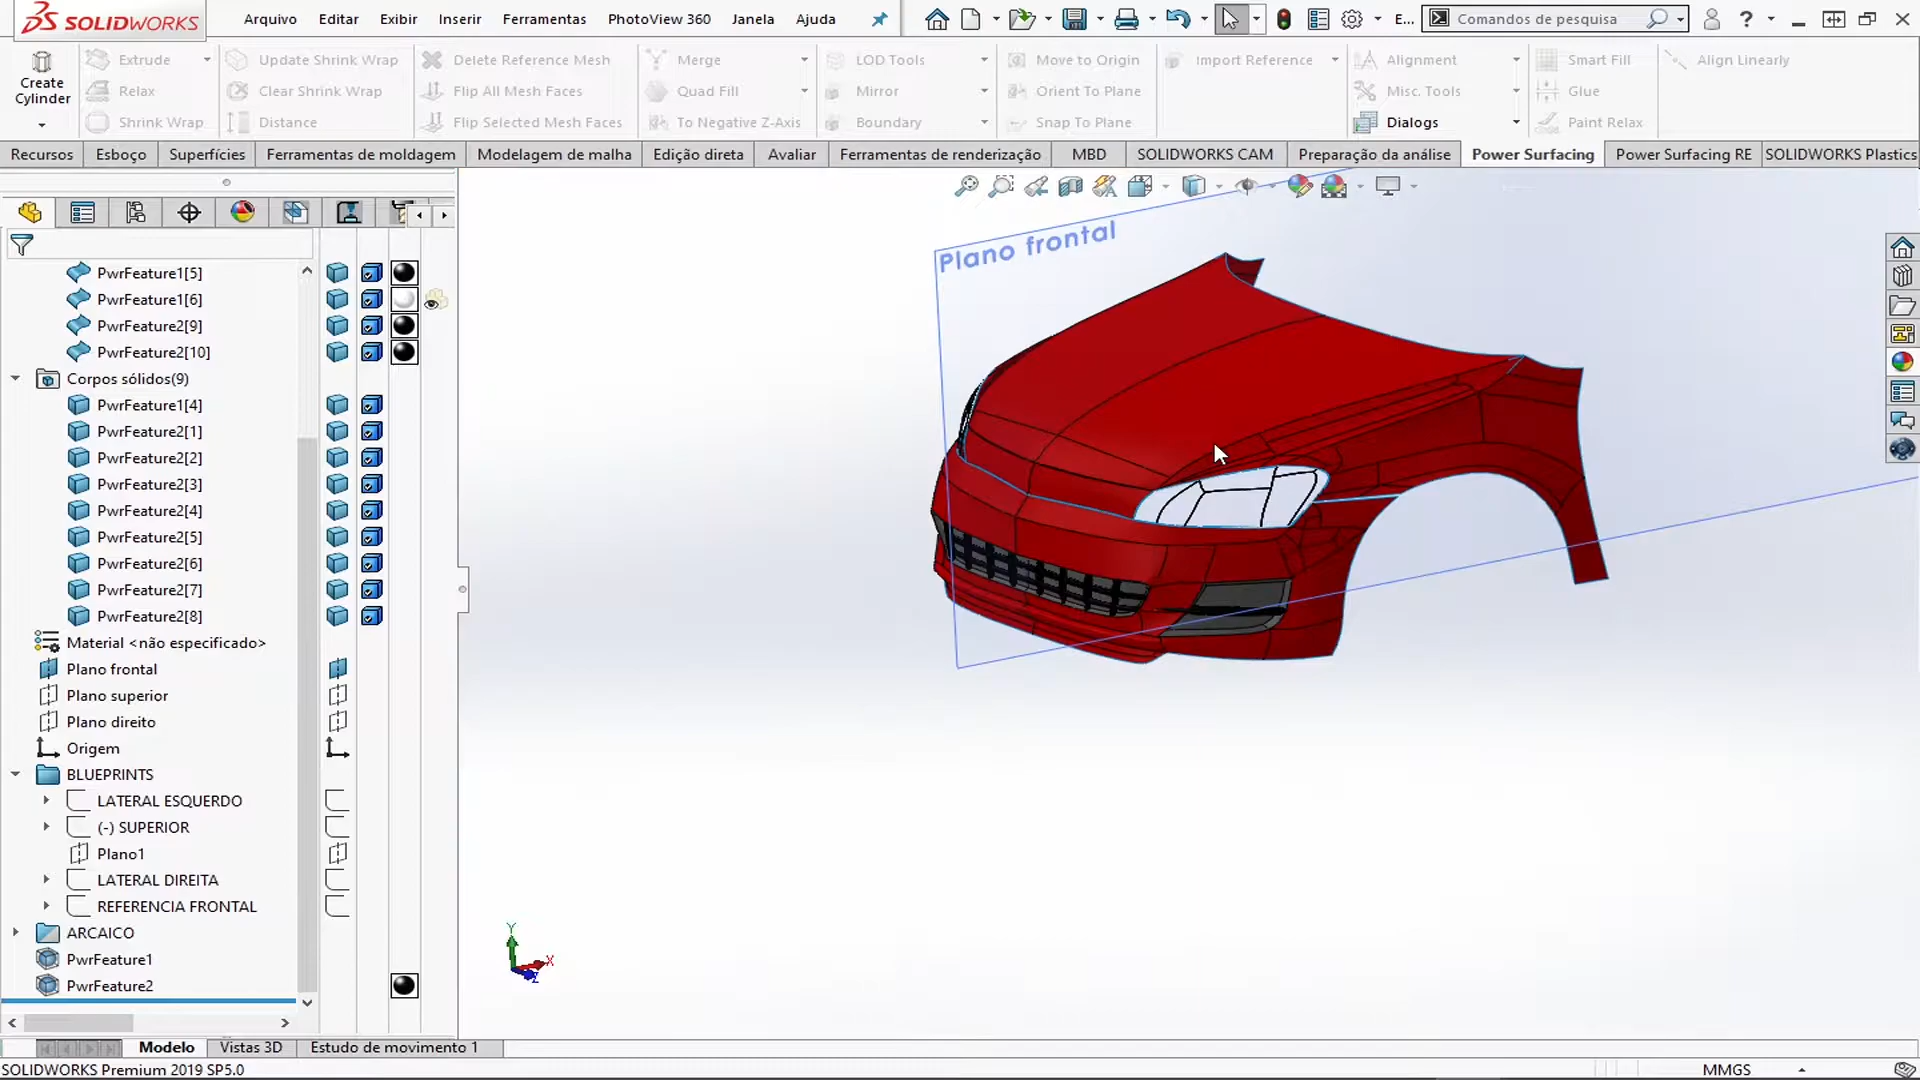 SOLIDWORKS Arquivo Editar Exibir Inserir Ferramentas PhotoView 360 Janela Ajuda E... Comandos de pesquisa ?
Create Cylinder
Extrude Update Shrink Wrap Delete Reference Mesh Merge LOD Tools Move to Origin Import Reference Alignment Smart Fill Align Linearly
Relax Clear Shrink Wrap Flip All Mesh Faces Quad Fill Mirror Orient To Plane Misc. Tools Glue
Shrink Wrap Distance Flip Selected Mesh Faces To Negative Z-Axis Boundary Snap To Plane Dialogs Paint Relax
Recursos Esboço Superfícies Ferramentas de moldagem Modelagem de malha Edição direta Avaliar Ferramentas de renderização MBD SOLIDWORKS CAM Preparação da análise Power Surfacing Power Surfacing RE SOLIDWORKS Plastics
Plano frontal
PwrFeature1[5]
PwrFeature1[6]
PwrFeature2[9]
PwrFeature2[10]
Corpos sólidos(9)
PwrFeature1[4]
PwrFeature2[1]
PwrFeature2[2]
PwrFeature2[3]
PwrFeature2[4]
PwrFeature2[5]
PwrFeature2[6]
PwrFeature2[7]
PwrFeature2[8]
Material <não especificado>
Plano frontal
Plano superior
Plano direito
Origem
BLUEPRINTS
LATERAL ESQUERDO
(-) SUPERIOR
Plano1
LATERAL DIREITA
REFERENCIA FRONTAL
ARCAICO
PwrFeature1
PwrFeature2
Y
X
Z
Modelo Vistas 3D Estudo de movimento 1
SOLIDWORKS Premium 2019 SP5.0 MMGS